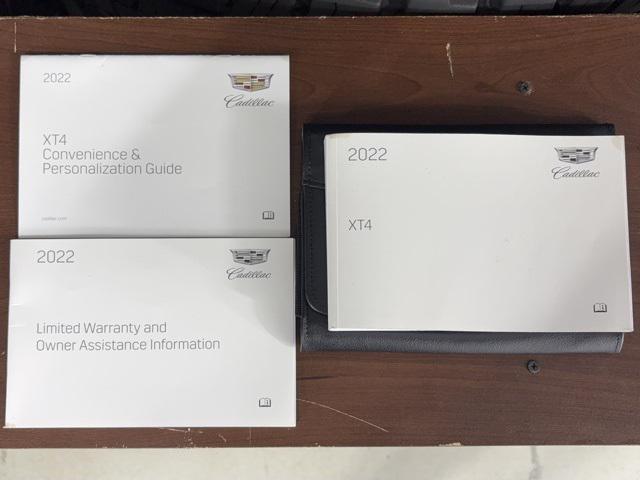 2022
Cadillac
XT4
Convenience &
Personalization Guide
cadillac.com
2022
Cadillac
Limited Warranty and
Owner Assistance Information
2022
Cadillac
XT4